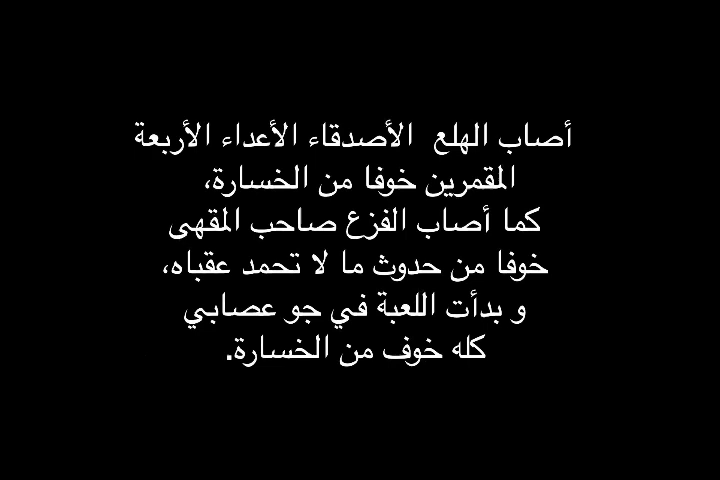 أصاب الهلع الأصدقاء الأعداء الأربعة
المقمرين خوفا من الخسارة،
كما أصاب الفزع صاحب المقهى
خوفا من حدوث ما لا تحمد عقباه،
و بدأت اللعبة في جو عصابي
كله خوف من الخسارة.